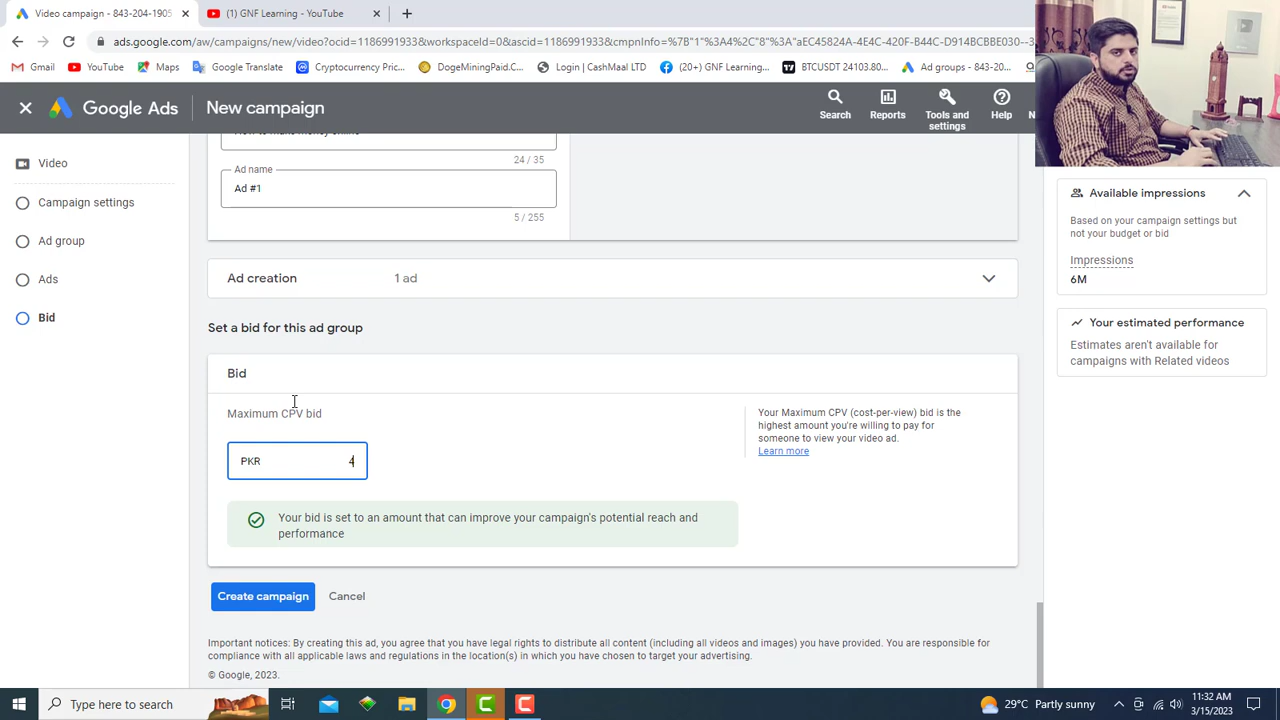 Video campaign - 843-204-1905
(1) GNF Learning - YouTube
ads.google.com/aw/campaigns/new/video?ocid=1186991933&workspaceId=0&ascid=1186991933&cmpnInfo=%7B"1"%3A4%2C"8"%3A"aEC45824A-4E4C-420F-B44C-D914BCBBE030--3
Gmail
YouTube
Maps
Google Translate
Cryptocurrency Pric...
DogeMiningPaid.C...
Login | CashMaal LTD
(20+) GNF Learning...
BTCUSDT 24103.80...
Ad groups - 843-20...
Google Ads
New campaign
Search
Reports
Tools and settings
Help
Video
Campaign settings
Ad group
Ads
Bid
How to make money online
24 / 35
Ad name
Ad #1
5 / 255
Ad creation 1 ad
Set a bid for this ad group
Bid
Maximum CPV bid
PKR 4
Your Maximum CPV (cost-per-view) bid is the
highest amount you're willing to pay for
someone to view your video ad.
Learn more
Your bid is set to an amount that can improve your campaign's potential reach and
performance
Create campaign
Cancel
Important notices: By creating this ad, you agree that you have legal rights to distribute all content (including all videos and images) you have provided. You are responsible for
compliance with all applicable laws and regulations in the location(s) in which you have chosen to target your advertising.
© Google, 2023.
Available impressions
Based on your campaign settings but
not your budget or bid
Impressions
6M
Your estimated performance
Estimates aren't available for
campaigns with Related videos
Type here to search
29°C Partly sunny
11:32 AM
3/15/2023